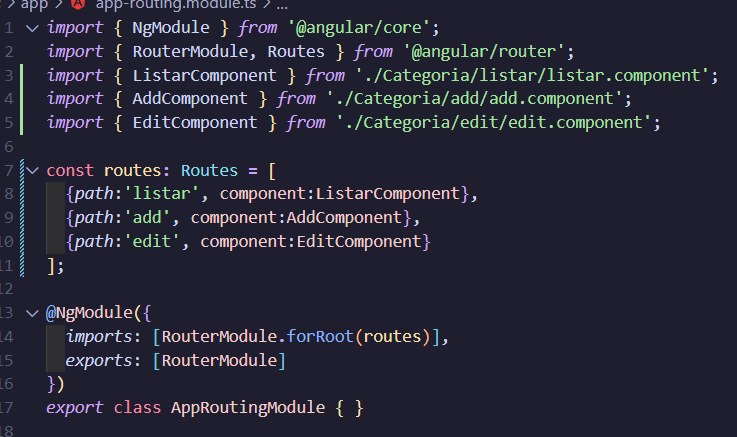 > app > app-routing.module.ts > ...
1 import { NgModule } from '@angular/core';
2 import { RouterModule, Routes } from '@angular/router';
3 import { ListarComponent } from './Categoria/listar/listar.component';
4 import { AddComponent } from './Categoria/add/add.component';
5 import { EditComponent } from './Categoria/edit/edit.component';
6
7 const routes: Routes = [
8   {path:'listar', component:ListarComponent},
9   {path:'add', component:AddComponent},
10   {path:'edit', component:EditComponent}
11 ];
12
13 @NgModule({
14   imports: [RouterModule.forRoot(routes)],
15   exports: [RouterModule]
16 })
17 export class AppRoutingModule { }
18